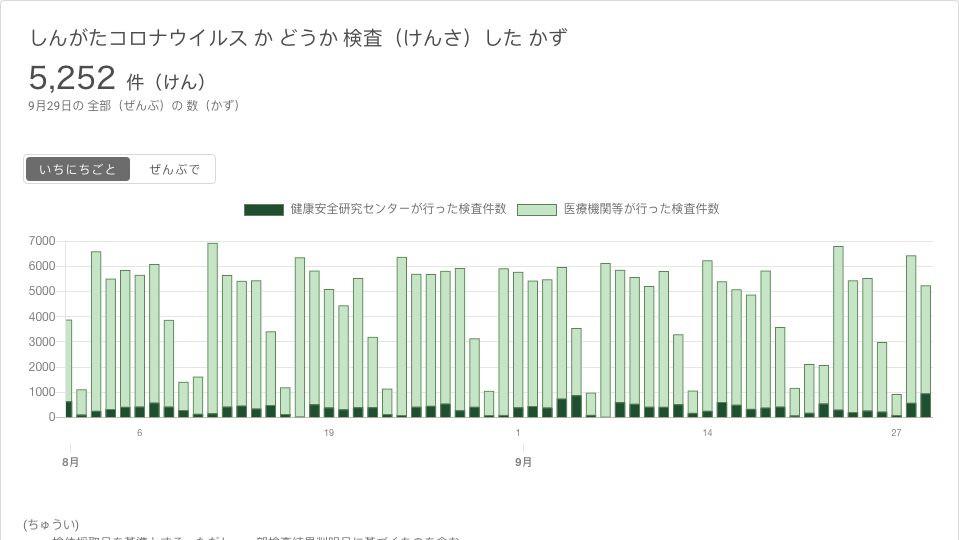 しんがたコロナウイルス か どうか 検査（けんさ）した かず
5,252 件（けん）
9月29日の 全部（ぜんぶ）の 数（かず）
いちにちごと ぜんぶで
健康安全研究センターが行った検査件数 医療機関等が行った検査件数
7000
6000
5000
4000
3000
2000
1000
0
6 19 1 14 27
8月 9月
(ちゅうい)